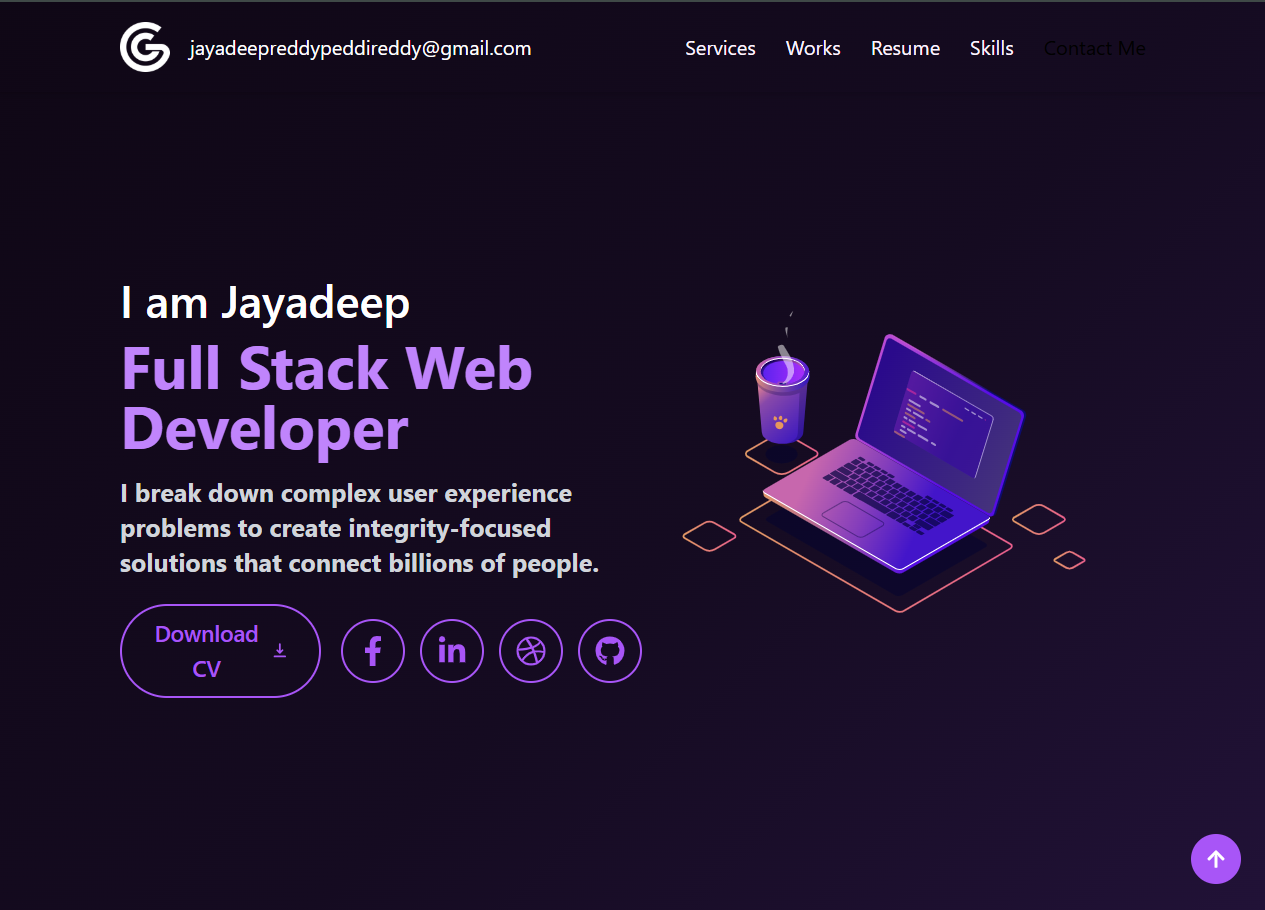 jayadeepreddypeddireddy@gmail.com
Services Works Resume Skills Contact Me
I am Jayadeep
Full Stack Web
Developer
I break down complex user experience
problems to create integrity-focused
solutions that connect billions of people.
Download
CV